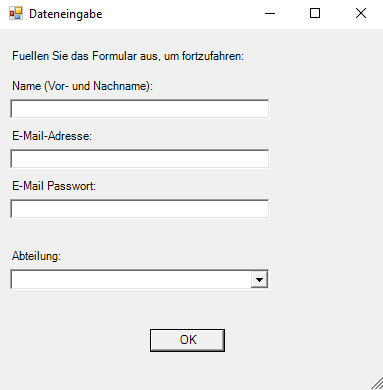 Dateneingabe
Fuellen Sie das Formular aus, um fortzufahren:
Name (Vor- und Nachname):
E-Mail-Adresse:
E-Mail Passwort:
Abteilung:
OK